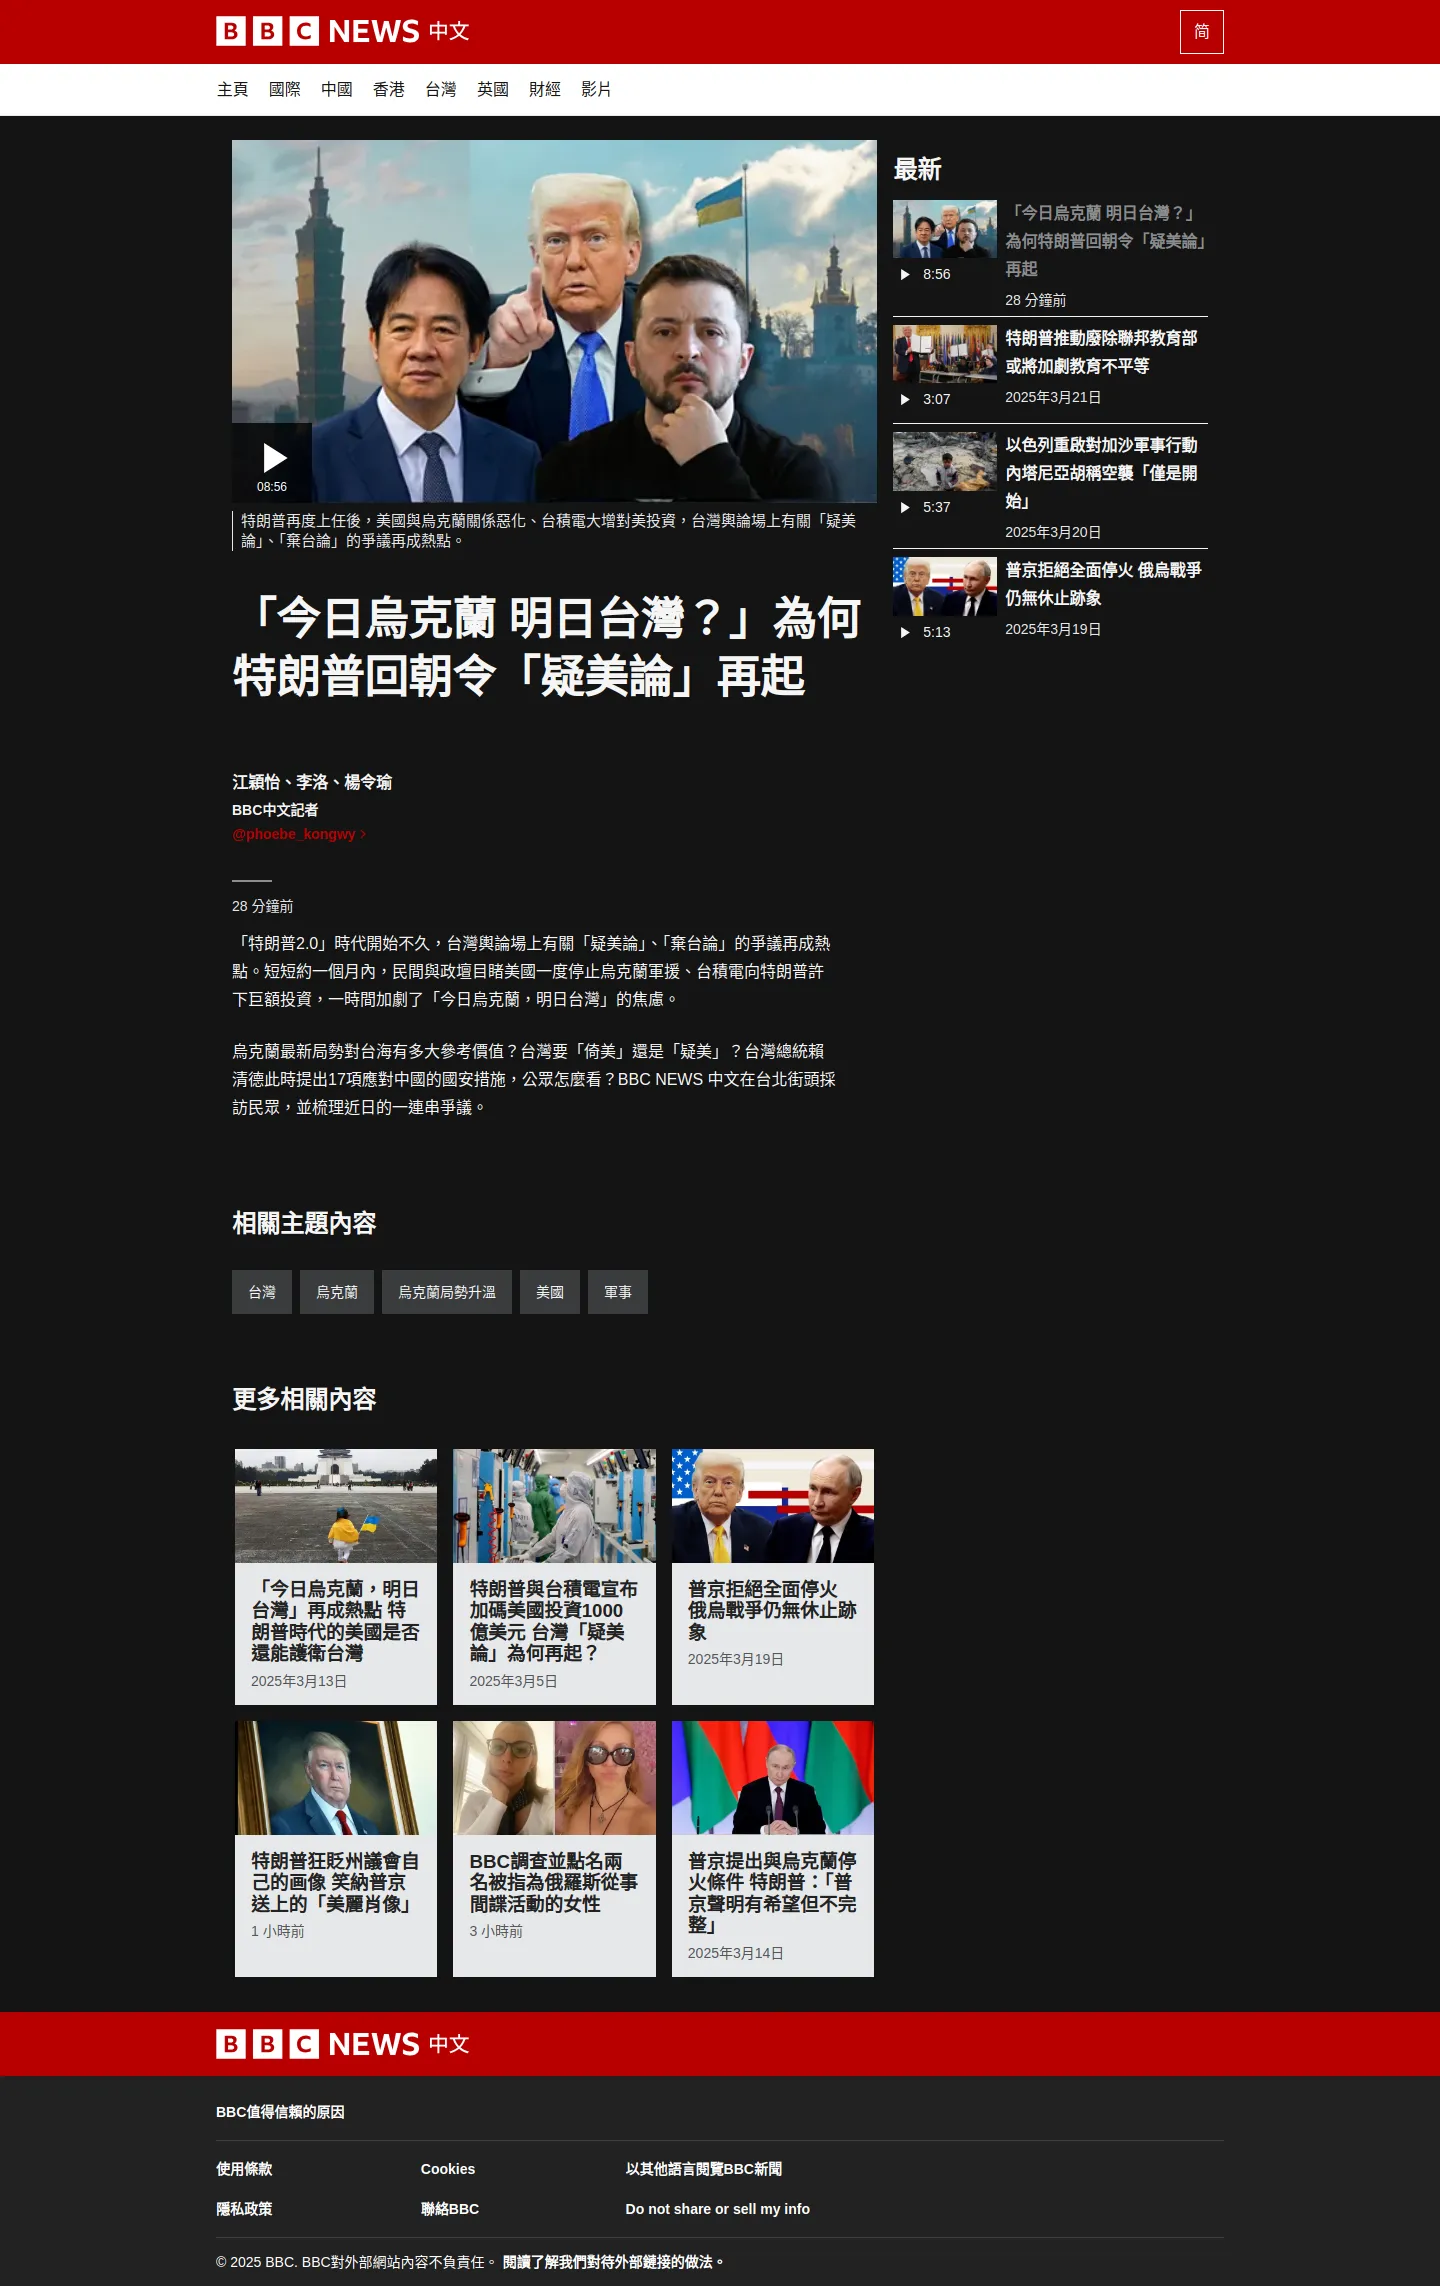 BBC NEWS 中文
简
主頁 國際 中國 香港 台灣 英國 財經 影片
08:56
特朗普再度上任後，美國與烏克蘭關係惡化、台積電大增對美投資，台灣輿論場上有關「疑美
論」、「棄台論」的爭議再成熱點。
「今日烏克蘭 明日台灣？」為何
特朗普回朝令「疑美論」再起
江穎怡、李洛、楊令瑜
BBC中文記者
@phoebe_kongwy
28 分鐘前
「特朗普2.0」時代開始不久，台灣輿論場上有關「疑美論」、「棄台論」的爭議再成熱
點。短短約一個月內，民間與政壇目睹美國一度停止烏克蘭軍援、台積電向特朗普許
下巨額投資，一時間加劇了「今日烏克蘭，明日台灣」的焦慮。
烏克蘭最新局勢對台海有多大參考價值？台灣要「倚美」還是「疑美」？台灣總統賴
清德此時提出17項應對中國的國安措施，公眾怎麼看？BBC NEWS 中文在台北街頭採
訪民眾，並梳理近日的一連串爭議。
最新
「今日烏克蘭 明日台灣？」
為何特朗普回朝令「疑美論」
再起
8:56
28 分鐘前
特朗普推動廢除聯邦教育部
或將加劇教育不平等
3:07
2025年3月21日
以色列重啟對加沙軍事行動
內塔尼亞胡稱空襲「僅是開
始」
5:37
2025年3月20日
普京拒絕全面停火 俄烏戰爭
仍無休止跡象
5:13
2025年3月19日
相關主題內容
台灣 烏克蘭 烏克蘭局勢升溫 美國 軍事
更多相關內容
「今日烏克蘭，明日
台灣」再成熱點 特
朗普時代的美國是否
還能護衛台灣
2025年3月13日
特朗普與台積電宣布
加碼美國投資1000
億美元 台灣「疑美
論」為何再起？
2025年3月5日
普京拒絕全面停火
俄烏戰爭仍無休止跡
象
2025年3月19日
特朗普狂貶州議會自
己的画像 笑納普京
送上的「美麗肖像」
1 小時前
BBC調查並點名兩
名被指為俄羅斯從事
間諜活動的女性
3 小時前
普京提出與烏克蘭停
火條件 特朗普：「普
京聲明有希望但不完
整」
2025年3月14日
BBC NEWS 中文
BBC值得信賴的原因
使用條款 Cookies 以其他語言閱覽BBC新聞
隱私政策 聯絡BBC Do not share or sell my info
© 2025 BBC. BBC對外部網站內容不負責任。 閱讀了解我們對待外部鏈接的做法。